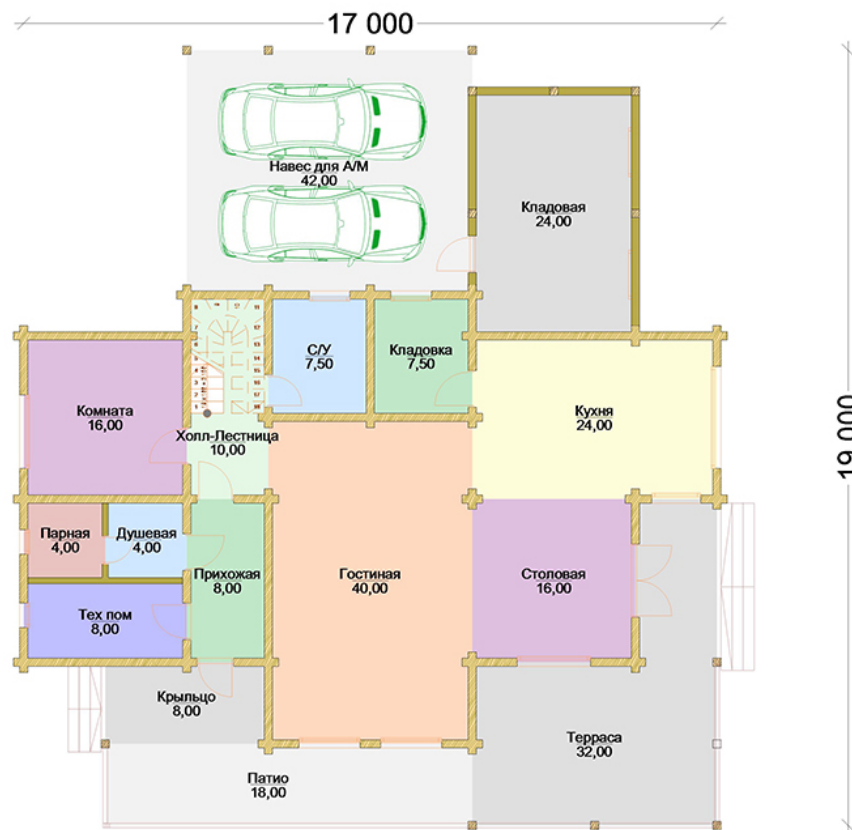 17 000
19 000
Навес для А/М
42,00
Кладовая
24,00
С/У
7,50
Кладовка
7,50
Комната
16,00
Кухня
24,00
Холл-Лестница
10,00
Парная
4,00
Душевая
4,00
Прихожая
8,00
Гостиная
40,00
Столовая
16,00
Тех пом
8,00
Крыльцо
8,00
Терраса
32,00
Патио
18,00